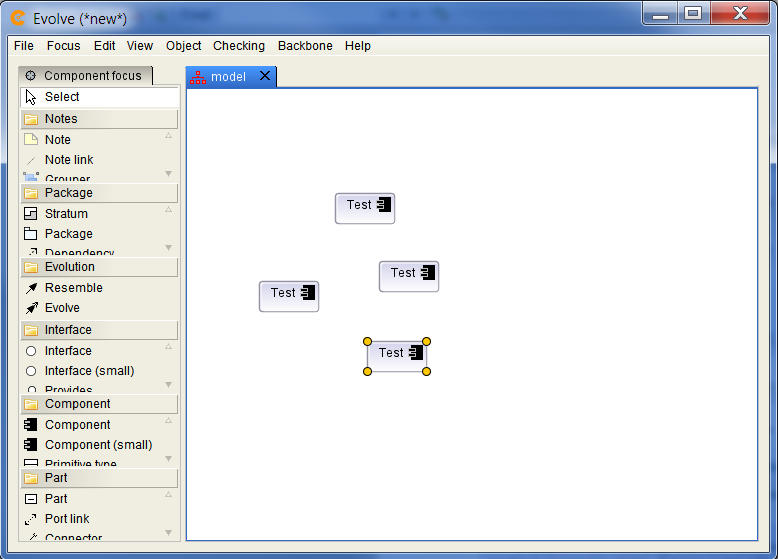 Evolve (*new*)
File Focus Edit View Object Checking Backbone Help
Component focus
model
Select
Notes
Note
Note link
Grouper
Package
Stratum
Package
Dependency
Evolution
Resemble
Evolve
Interface
Interface
Interface (small)
Provides
Component
Component
Component (small)
Primitive type
Part
Part
Port link
Connector
Test
Test
Test
Test